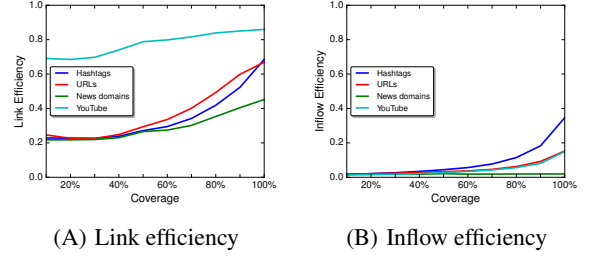 1.0
0.8
0.6
0.4
0.2
0.0
Link Efficiency
Hashtags
URLs
News domains
YouTube
20% 40% 60% 80% 100%
Coverage
(A) Link efficiency
1.0
0.8
0.6
0.4
0.2
0.0
Inflow Efficiency
Hashtags
URLs
News domains
YouTube
20% 40% 60% 80% 100%
Coverage
(B) Inflow efficiency